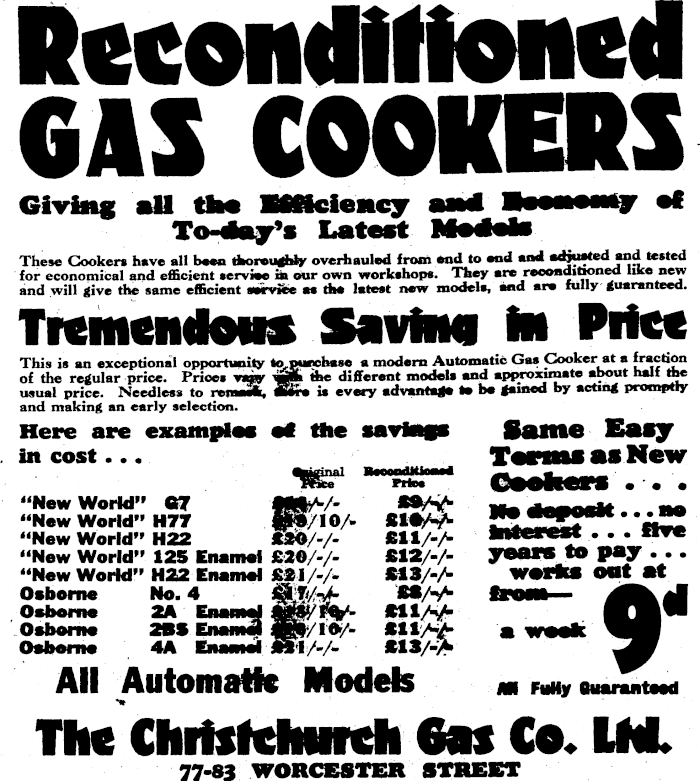 Reconditioned
GAS COOKERS
Giving all the Efficiency and Economy of
To-day's Latest Models
These Cookers have all been thoroughly overhauled from end to end and adjusted and tested
for economical and efficient service in our own workshops. They are reconditioned like new
and will give the same efficient service as the latest new models, and are fully guaranteed.
Tremendous Saving in Price
This is an exceptional opportunity to purchase a modern Automatic Gas Cooker at a fraction
of the regular price. Prices vary with the different models and approximate about half the
usual price. Needless to remark, there is every advantage to be gained by acting promptly
and making an early selection.
Here are examples of the savings
in cost . . .
Original Price Reconditioned Price
"New World" G7 £9/-/-
"New World" H77 /10/- £10/-/-
"New World" H22 £20/-/- £11/-/-
"New World" 125 Enamel £20/-/- £12/-/-
"New World" H22 Enamel £21/-/- £13/-/-
Osborne No. 4 £17/-/- £8/-/-
Osborne 2A Enamel /10/- £11/-/-
Osborne 2BS Enamel /10/- £11/-/-
Osborne 4A Enamel £21/-/- £13/-/-
All Automatic Models
Same Easy
Terms as New
Cookers . . .
No deposit . . . no
interest . . . five
years to pay . . .
works out at
from—
a week 9d
All Fully Guaranteed
The Christchurch Gas Co. Ltd.
77-83 WORCESTER STREET